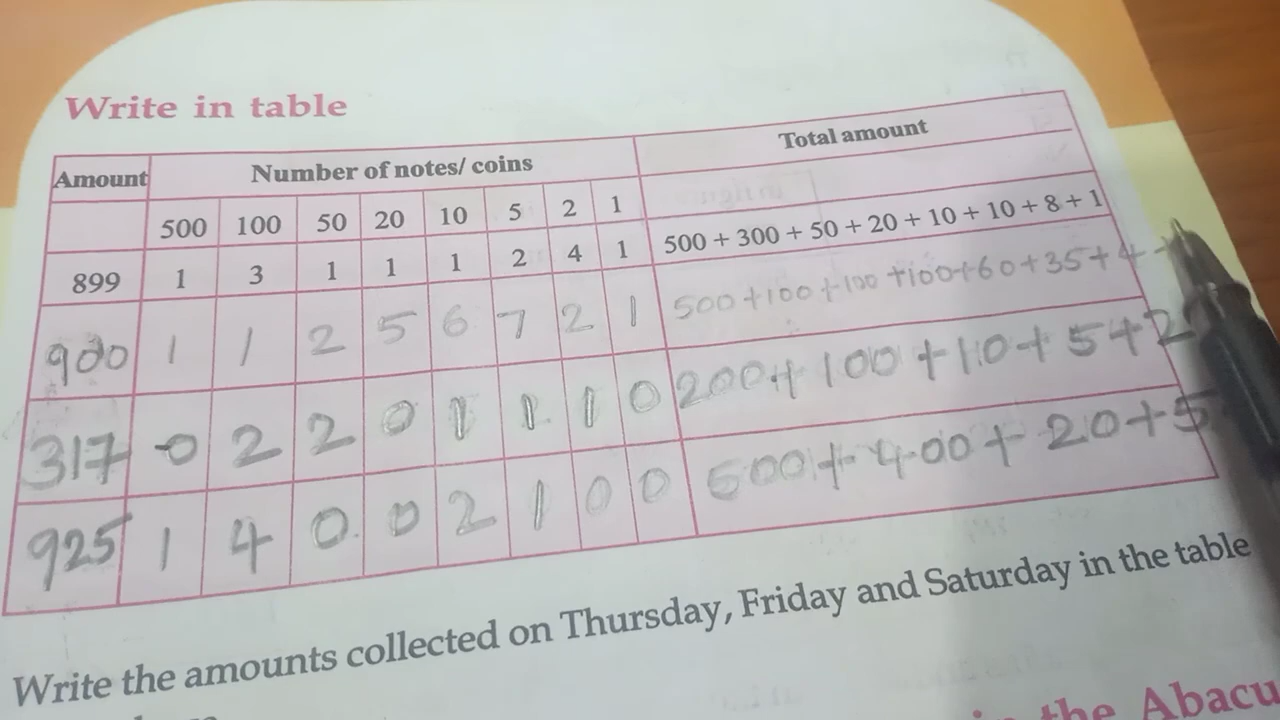 Write in table
Amount Number of notes/ coins Total amount
500 100 50 20 10 5 2 1
899 1 3 1 1 1 2 4 1 500 + 300 + 50 + 20 + 10 + 10 + 8 + 1
900 1 1 2 5 6 7 2 1 500+100+100+100+60+35+4
317 0 2 2 0 1 1 1 0 200+100+10+5+2
925 1 4 0 0 2 1 0 0 500+400+20+5
Write the amounts collected on Thursday, Friday and Saturday in the table
in the Abacu